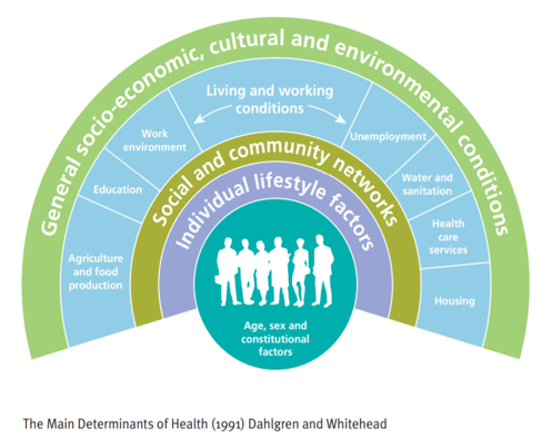 General socio-economic, cultural and environmental conditions
Living and working
conditions
Work
environment
Unemployment
Education
Water and
sanitation
Agriculture
and food
production
Health
care
services
Housing
Social and community networks
Individual lifestyle factors
Age, sex and
constitutional
factors
The Main Determinants of Health (1991) Dahlgren and Whitehead